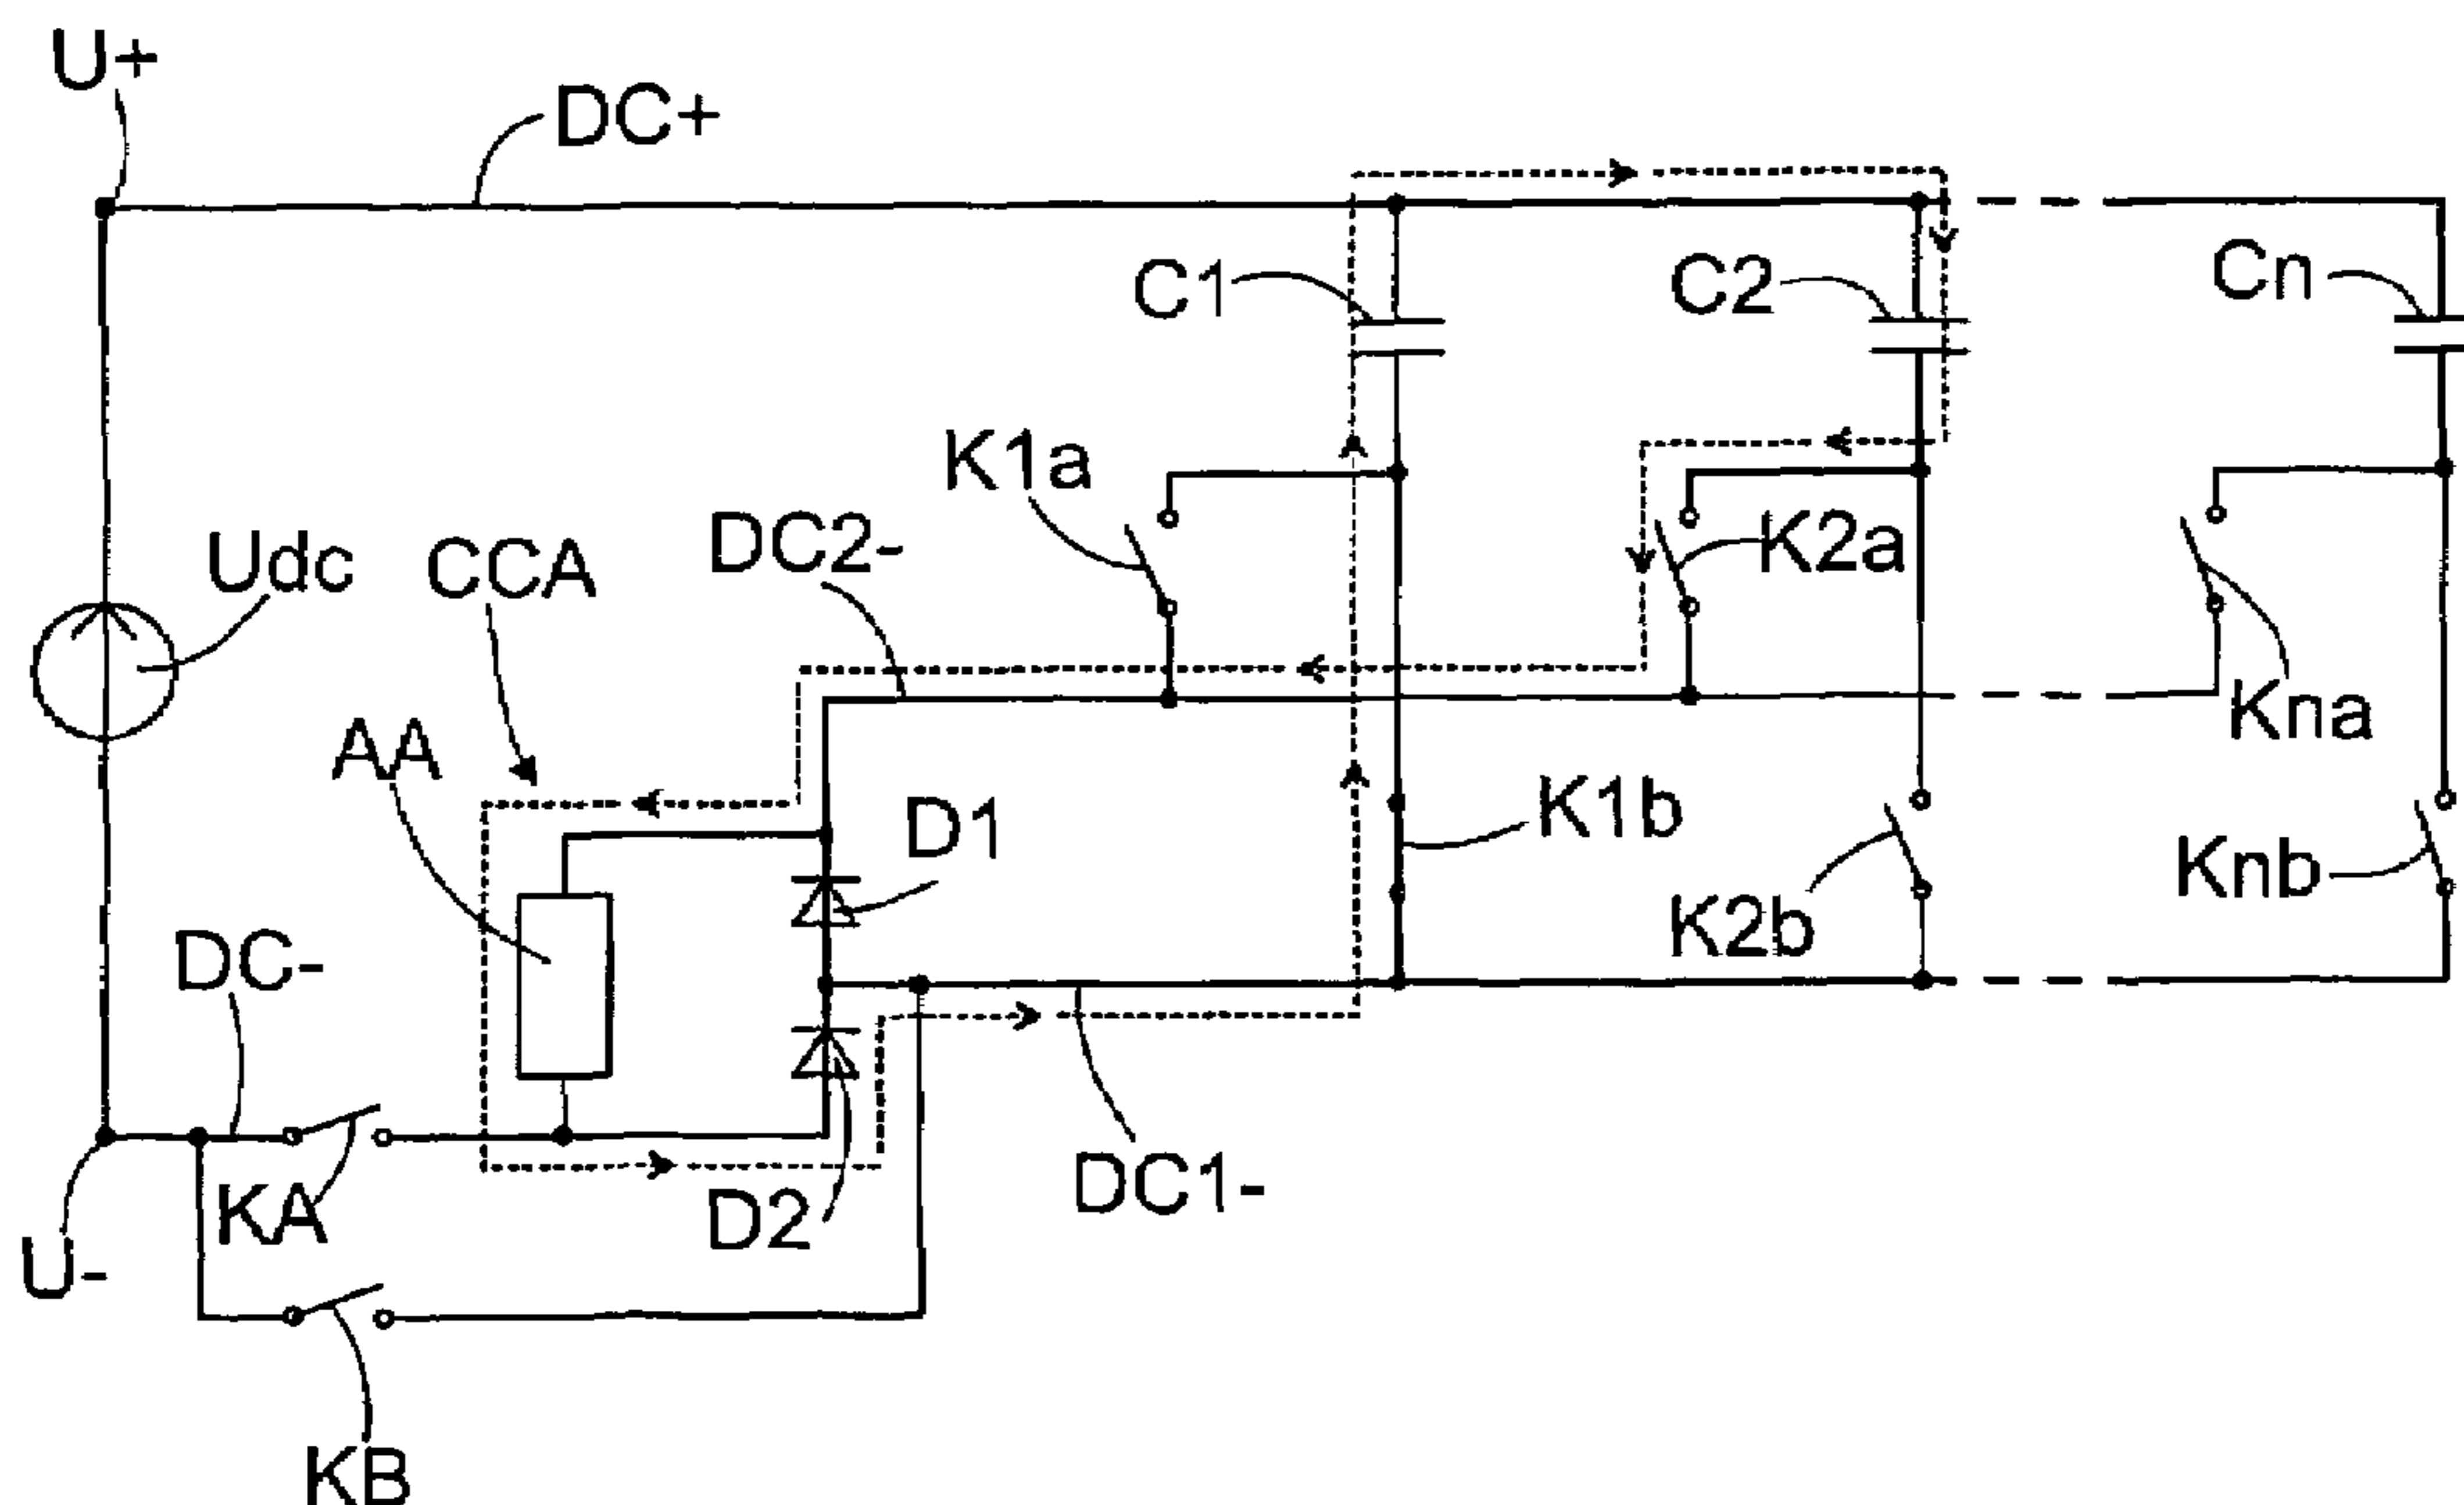 U+
DC+
C1
C2
Cn
K1a
DC2-
K2a
Udc
CCA
Kna
AA
D1
K1b
Knb
K2b
DC-
KA
D2
DC1-
U-
KB